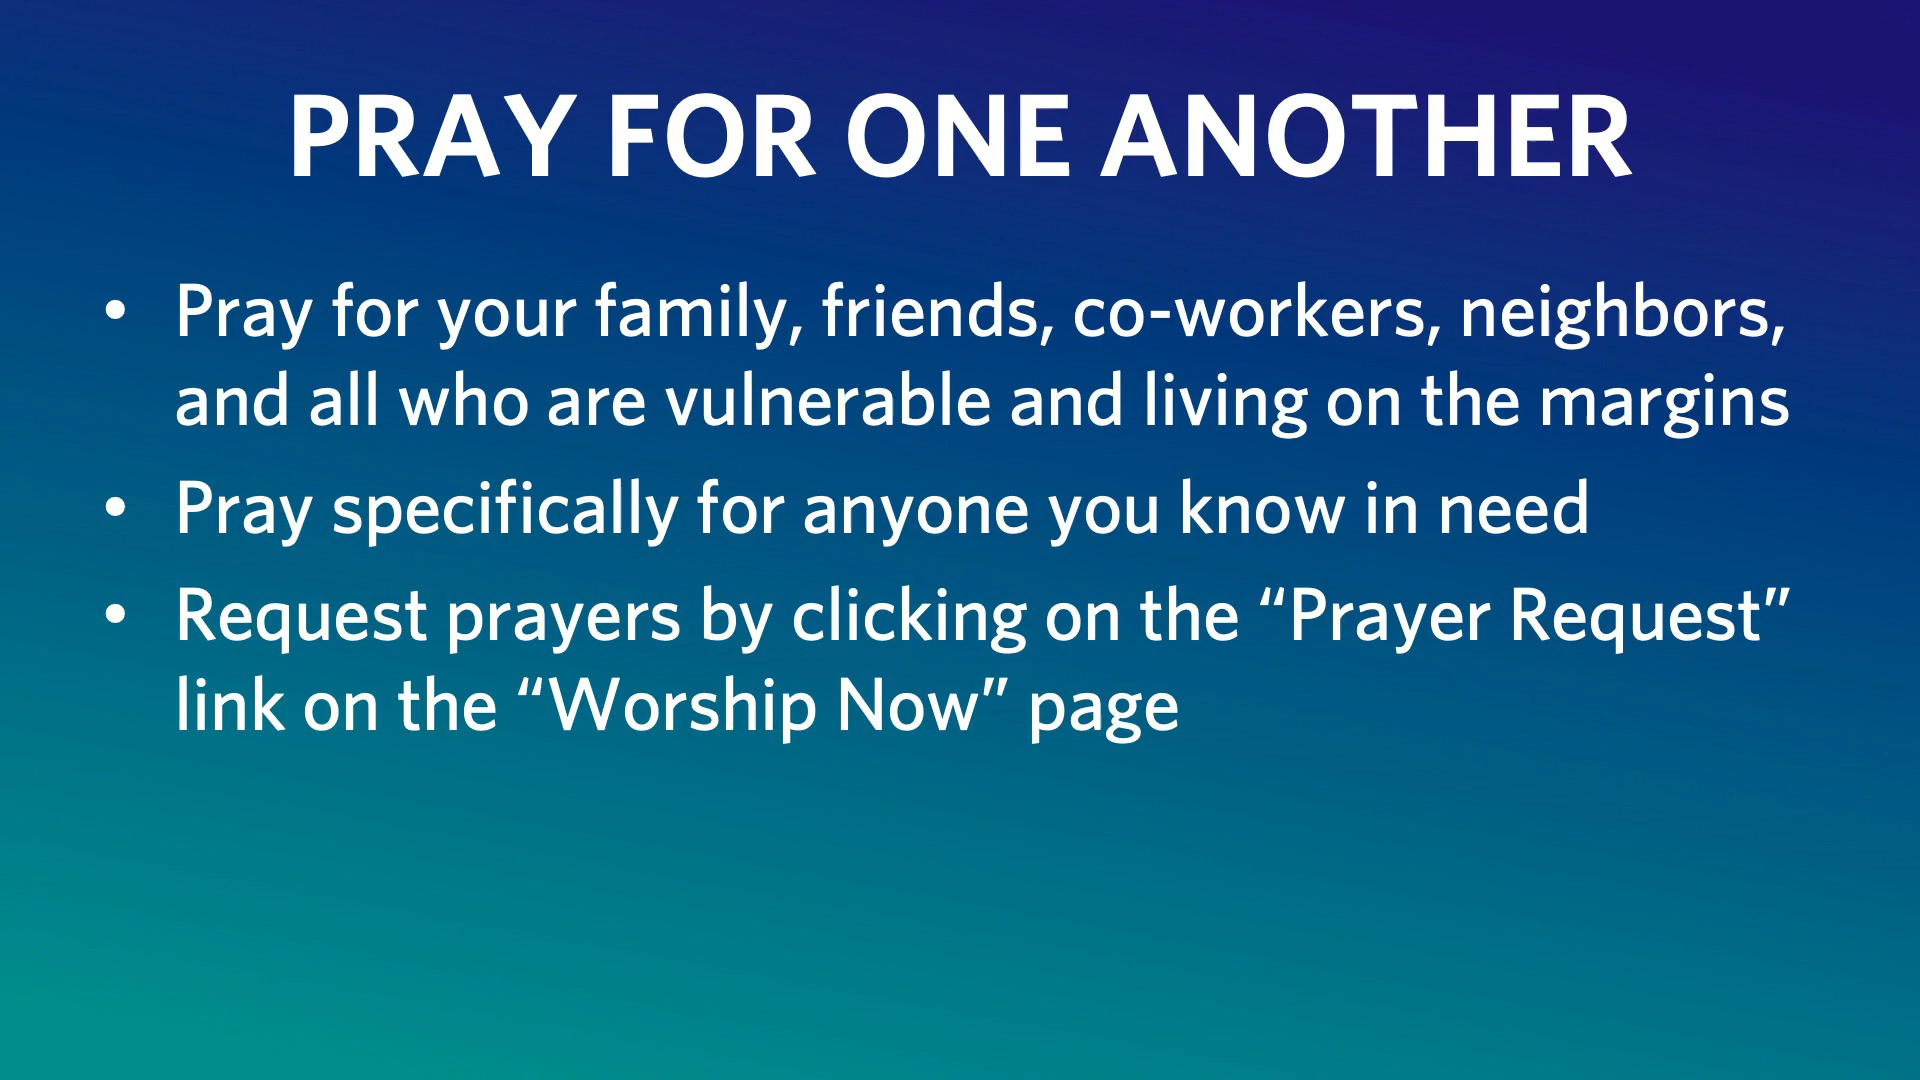 PRAY FOR ONE ANOTHER
• Pray for your family, friends, co-workers, neighbors,
and all who are vulnerable and living on the margins
• Pray specifically for anyone you know in need
• Request prayers by clicking on the “Prayer Request”
link on the “Worship Now” page